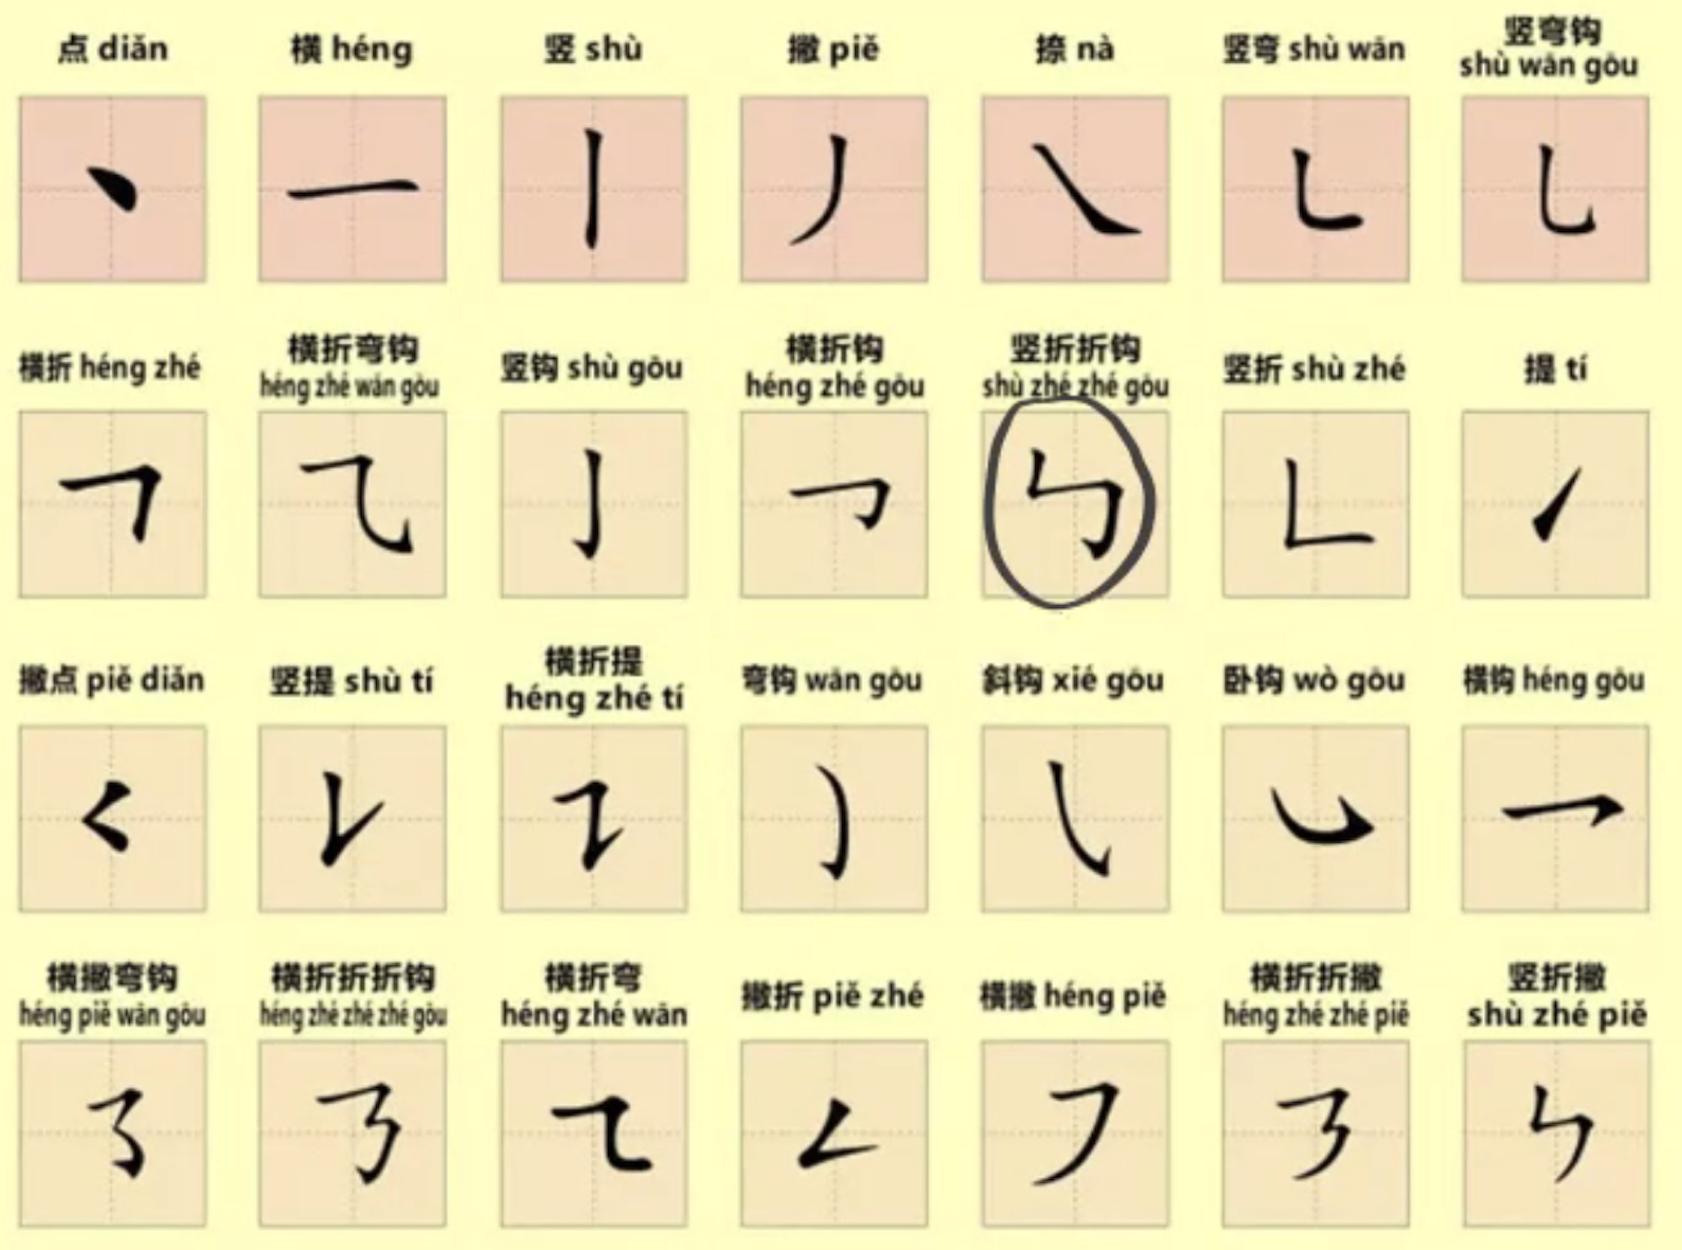 点 diǎn
横 héng
竖 shù
撇 piě
捺 nà
竖弯 shù wān
竖弯钩
shù wān gōu
横折 héng zhé
横折弯钩
héng zhé wān gōu
竖钩 shù gōu
横折钩
héng zhé gōu
竖折折钩
shù zhé zhé gōu
竖折 shù zhé
提 tí
撇点 piě diǎn
竖提 shù tí
横折提
héng zhé tí
弯钩 wān gōu
斜钩 xié gōu
卧钩 wò gōu
横钩 héng gōu
横撇弯钩
héng piě wān gōu
横折折折钩
héng zhé zhé zhé gōu
横折弯
héng zhé wān
撇折 piě zhé
横撇 héng piě
横折折撇
héng zhé zhé piě
竖折撇
shù zhé piě